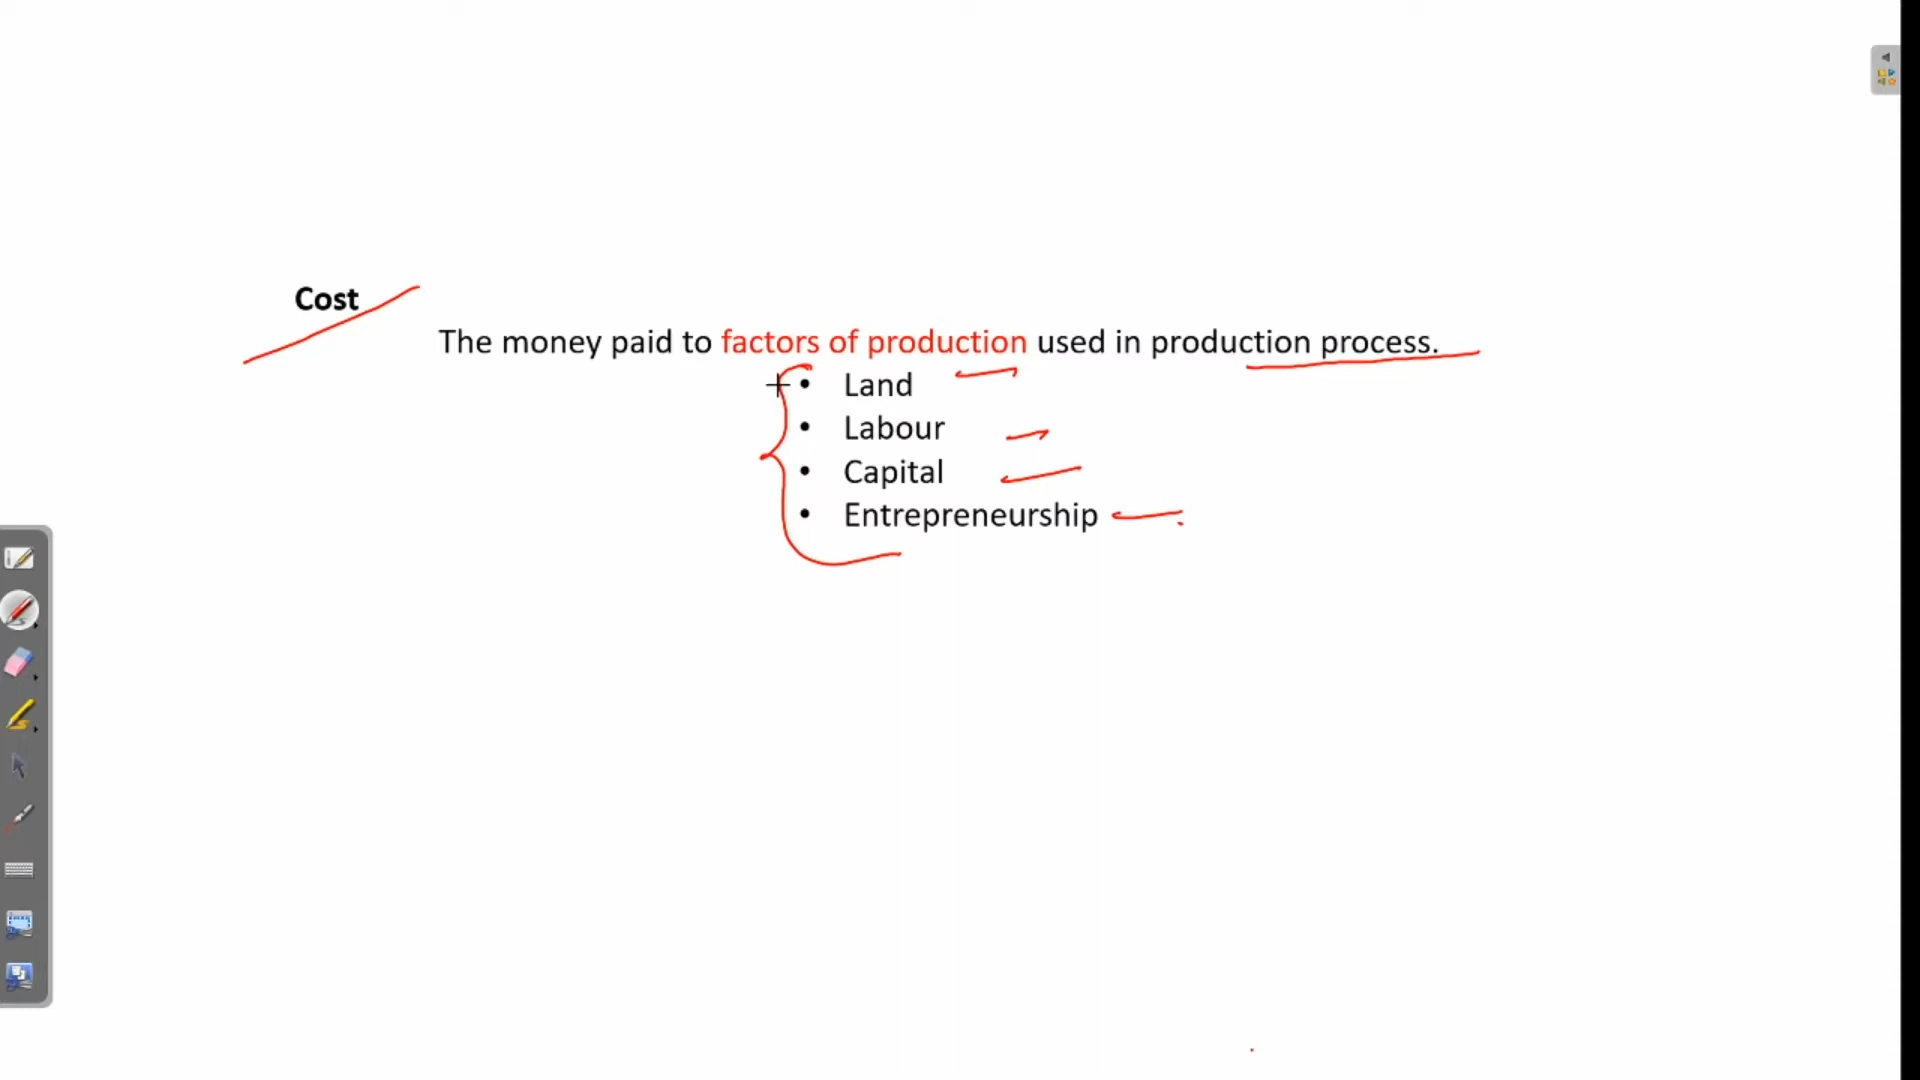 Cost
The money paid to factors of production used in production process.
• Land
• Labour
• Capital
• Entrepreneurship